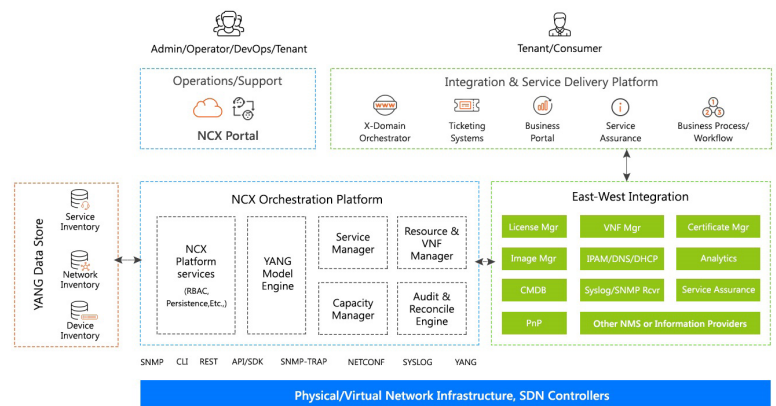 Admin/Operator/DevOps/Tenant
Tenant/Consumer
Operations/Support
NCX Portal
Integration & Service Delivery Platform
WWW
X-Domain
Orchestrator
Ticketing
Systems
Business
Portal
i
Service
Assurance
1
2 3
Business Process/
Workflow
YANG Data Store
Service
Inventory
Network
Inventory
Device
Inventory
NCX Orchestration Platform
NCX
Platform
services
(RBAC,
Persistence,Etc.,)
YANG
Model
Engine
Service
Manager
Resource &
VNF
Manager
Capacity
Manager
Audit &
Reconcile
Engine
East-West Integration
License Mgr
VNF Mgr
Certificate Mgr
Image Mgr
IPAM/DNS/DHCP
Analytics
CMDB
Syslog/SNMP Rcvr
Service Assurance
PnP
Other NMS or Information Providers
SNMP CLI REST API/SDK SNMP-TRAP NETCONF SYSLOG YANG
Physical/Virtual Network Infrastructure, SDN Controllers